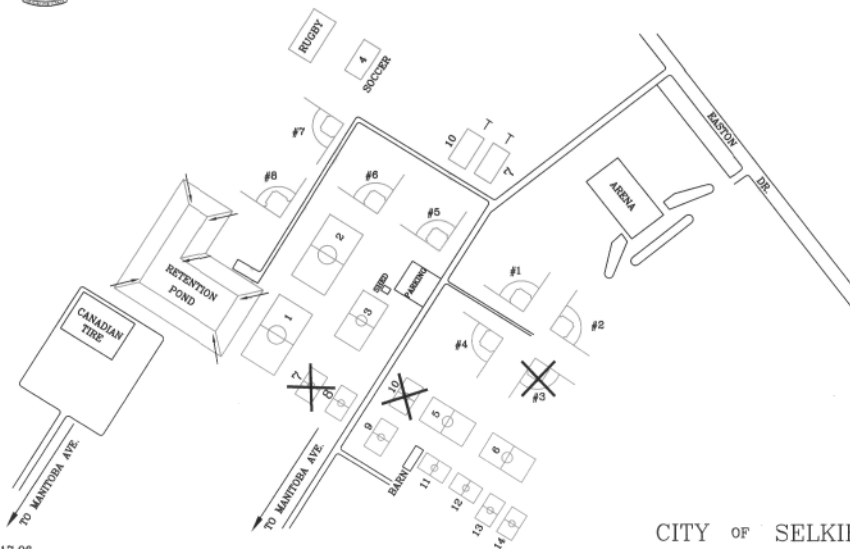 RUGBY
4
SOCCER
#7
10
T
T
7
EASTON
DR.
#8
#6
#5
ARENA
2
RETENTION
POND
SHED
PARKING
#1
#2
CANADIAN
TIRE
1
3
#4
#3
7
8
10
5
9
6
BARN
11
12
13
14
TO MANITOBA AVE.
TO MANITOBA AVE.
CITY OF SELKI